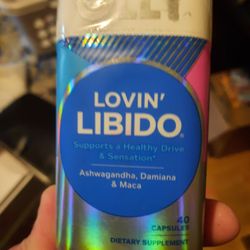 LOVIN'
LIBIDO®
Supports a Healthy Drive
& Sensation*
Ashwagandha, Damiana
& Maca
40
CAPSULES
DIETARY SUPPLEMENT